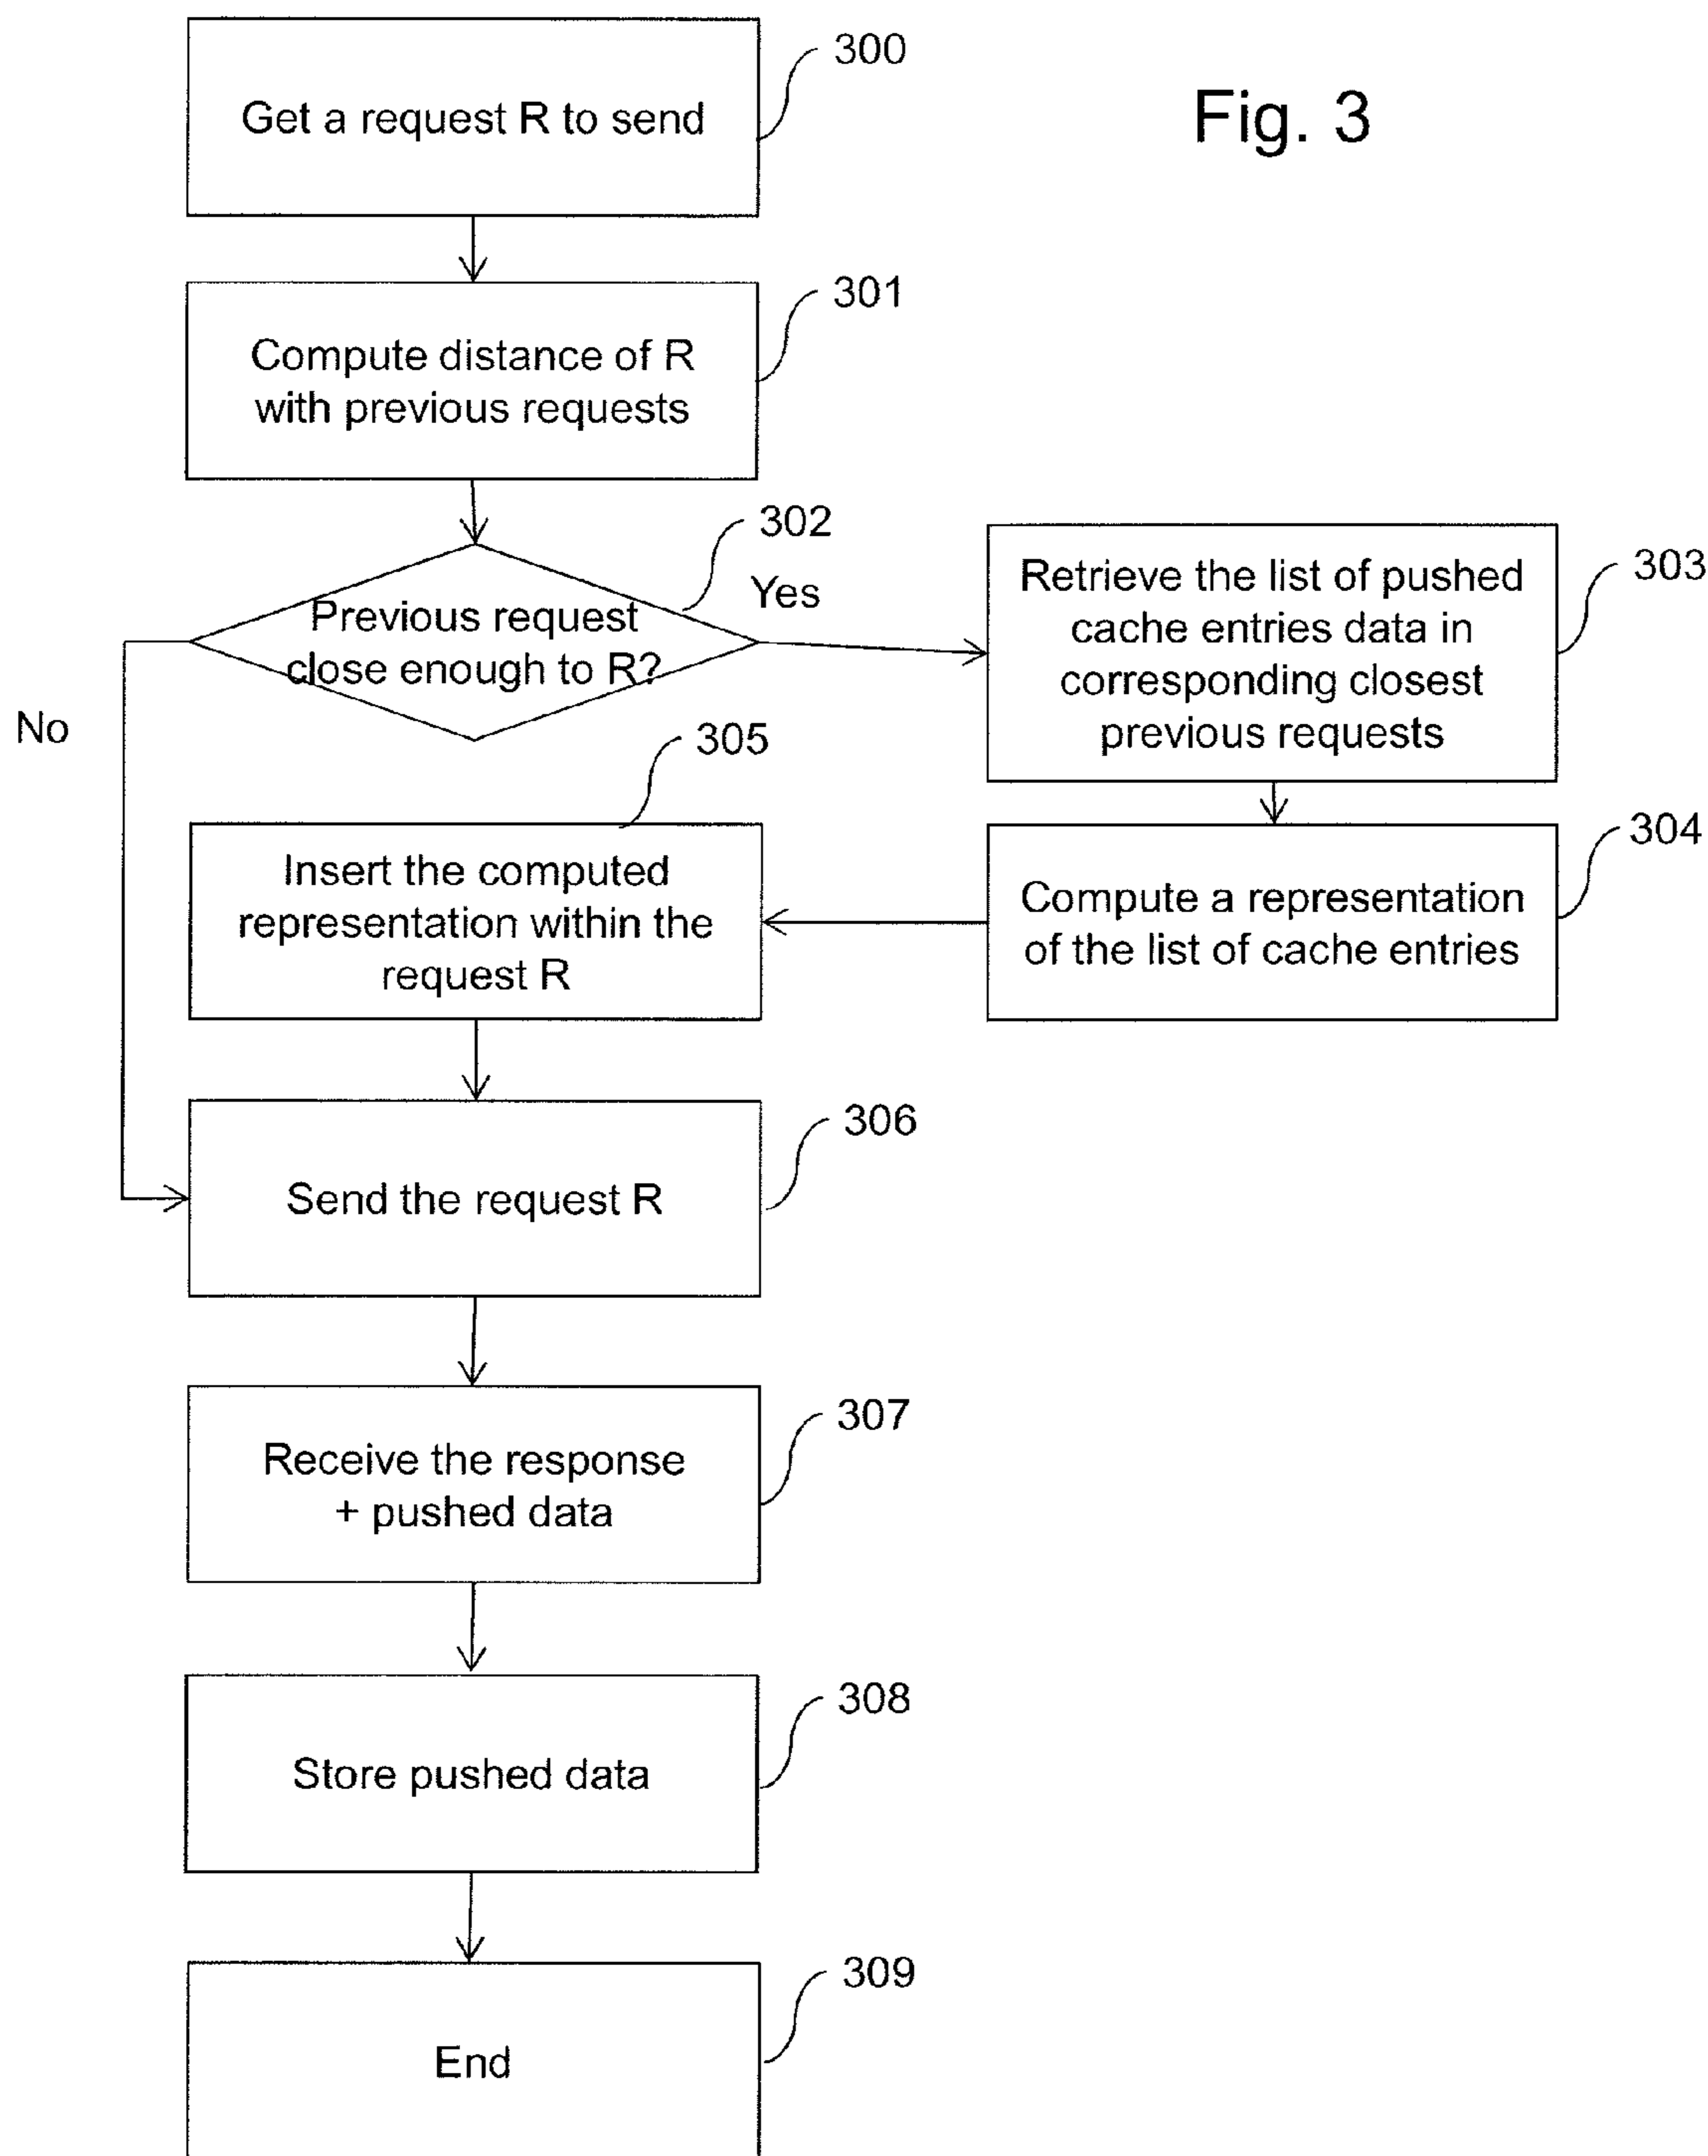 300
Get a request R to send
Fig. 3
301
Compute distance of R
with previous requests
302
Yes
Previous request
close enough to R?
No
303
Retrieve the list of pushed
cache entries data in
corresponding closest
previous requests
304
Compute a representation
of the list of cache entries
305
Insert the computed
representation within the
request R
306
Send the request R
307
Receive the response
+ pushed data
308
Store pushed data
309
End